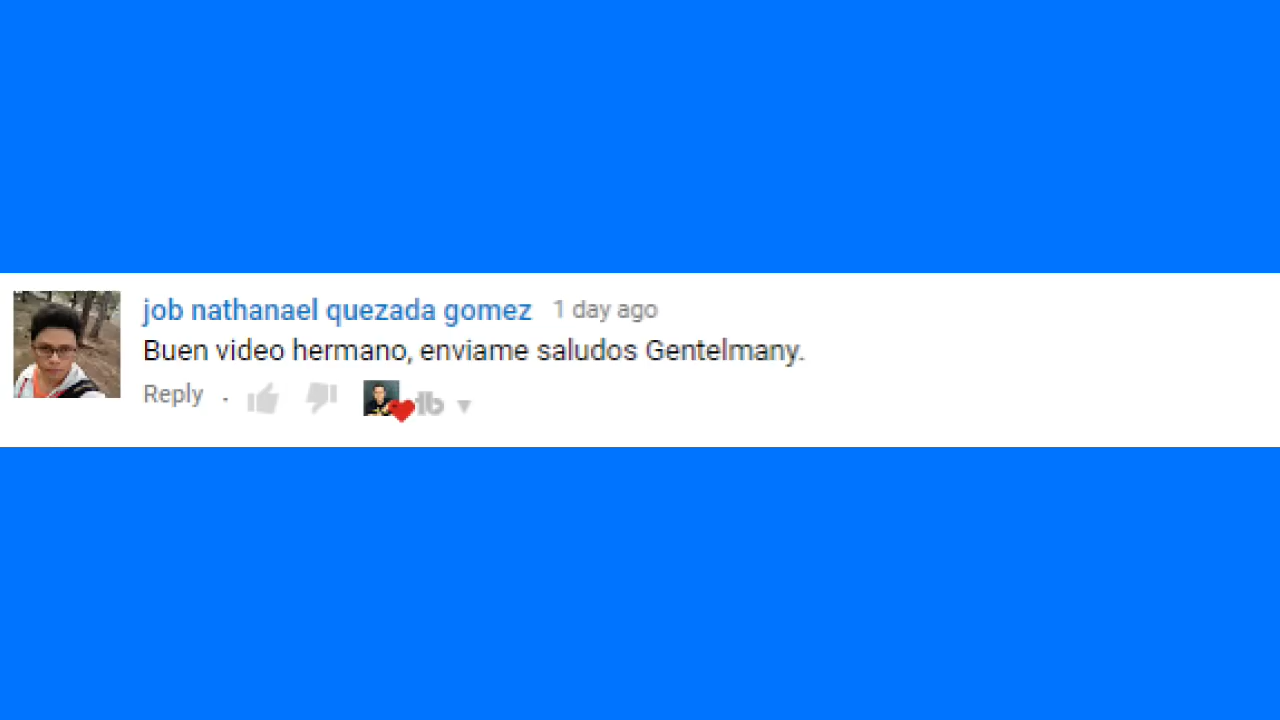 job nathanael quezada gomez 1 day ago
Buen video hermano, enviame saludos Gentelmany.
Reply .